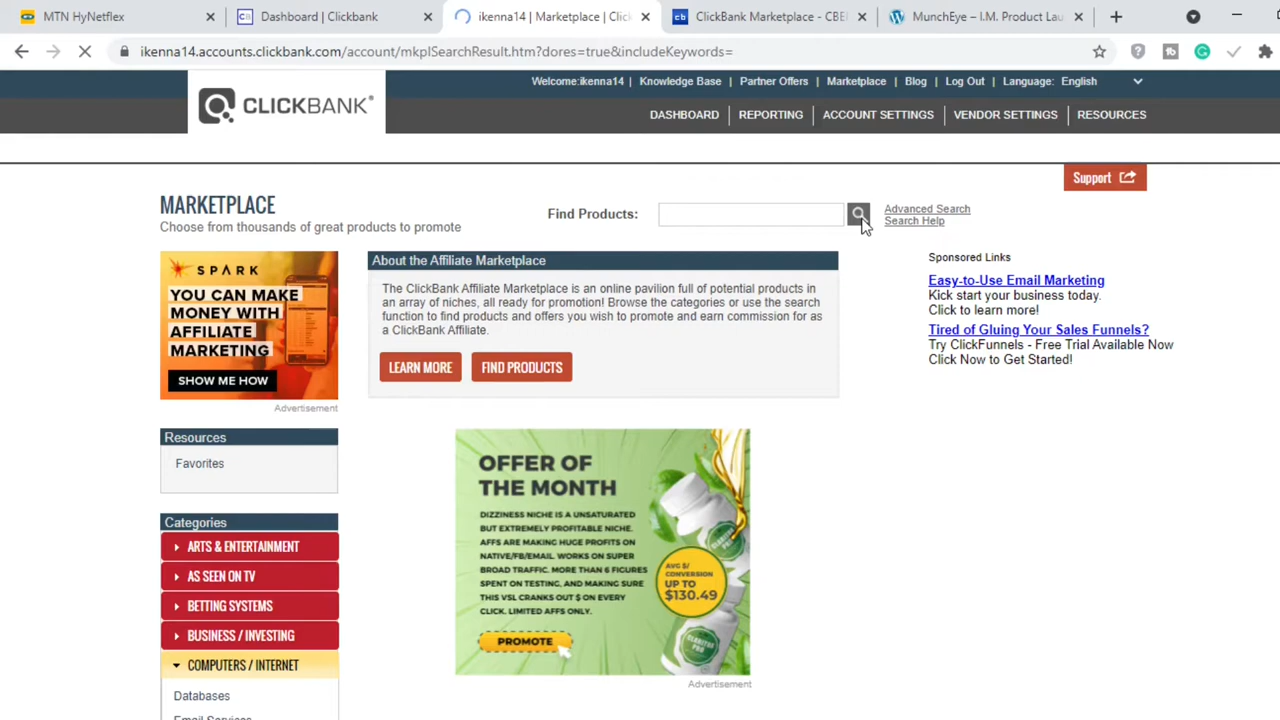 MTN HyNetflex
Dashboard | Clickbank
ikenna14 | Marketplace | Click
ClickBank Marketplace - CBE
MunchEye – I.M. Product Lau
ikenna14.accounts.clickbank.com/account/mkplSearchResult.htm?dores=true&includeKeywords=
Welcome:ikenna14 | Knowledge Base | Partner Offers | Marketplace | Blog | Log Out | Language: English
CLICKBANK®
DASHBOARD | REPORTING | ACCOUNT SETTINGS | VENDOR SETTINGS | RESOURCES
Support
MARKETPLACE
Choose from thousands of great products to promote
Find Products:
Advanced Search
Search Help
SPARK
YOU CAN MAKE
MONEY WITH
AFFILIATE
MARKETING
SHOW ME HOW
Advertisement
About the Affiliate Marketplace
The ClickBank Affiliate Marketplace is an online pavilion full of potential products in
an array of niches, all ready for promotion! Browse the categories or use the search
function to find products and offers you wish to promote and earn commission for as
a ClickBank Affiliate.
LEARN MORE
FIND PRODUCTS
Sponsored Links
Easy-to-Use Email Marketing
Kick start your business today.
Click to learn more!
Tired of Gluing Your Sales Funnels?
Try ClickFunnels - Free Trial Available Now
Click Now to Get Started!
Resources
Favorites
Categories
ARTS & ENTERTAINMENT
AS SEEN ON TV
BETTING SYSTEMS
BUSINESS / INVESTING
COMPUTERS / INTERNET
Databases
Email Services
OFFER OF
THE MONTH
DIZZINESS NICHE IS A UNSATURATED
BUT EXTREMELY PROFITABLE NICHE.
AFFS ARE MAKING HUGE PROFITS ON
NATIVE/FB/EMAIL. WORKS ON SUPER
BROAD TRAFFIC. MORE THAN 6 FIGURES
SPENT ON TESTING, AND MAKING SURE
THIS VSL CRANKS OUT $ ON EVERY
CLICK. LIMITED AFFS ONLY.
AVG $/
CONVERSION
UP TO
$130.49
PROMOTE
Advertisement